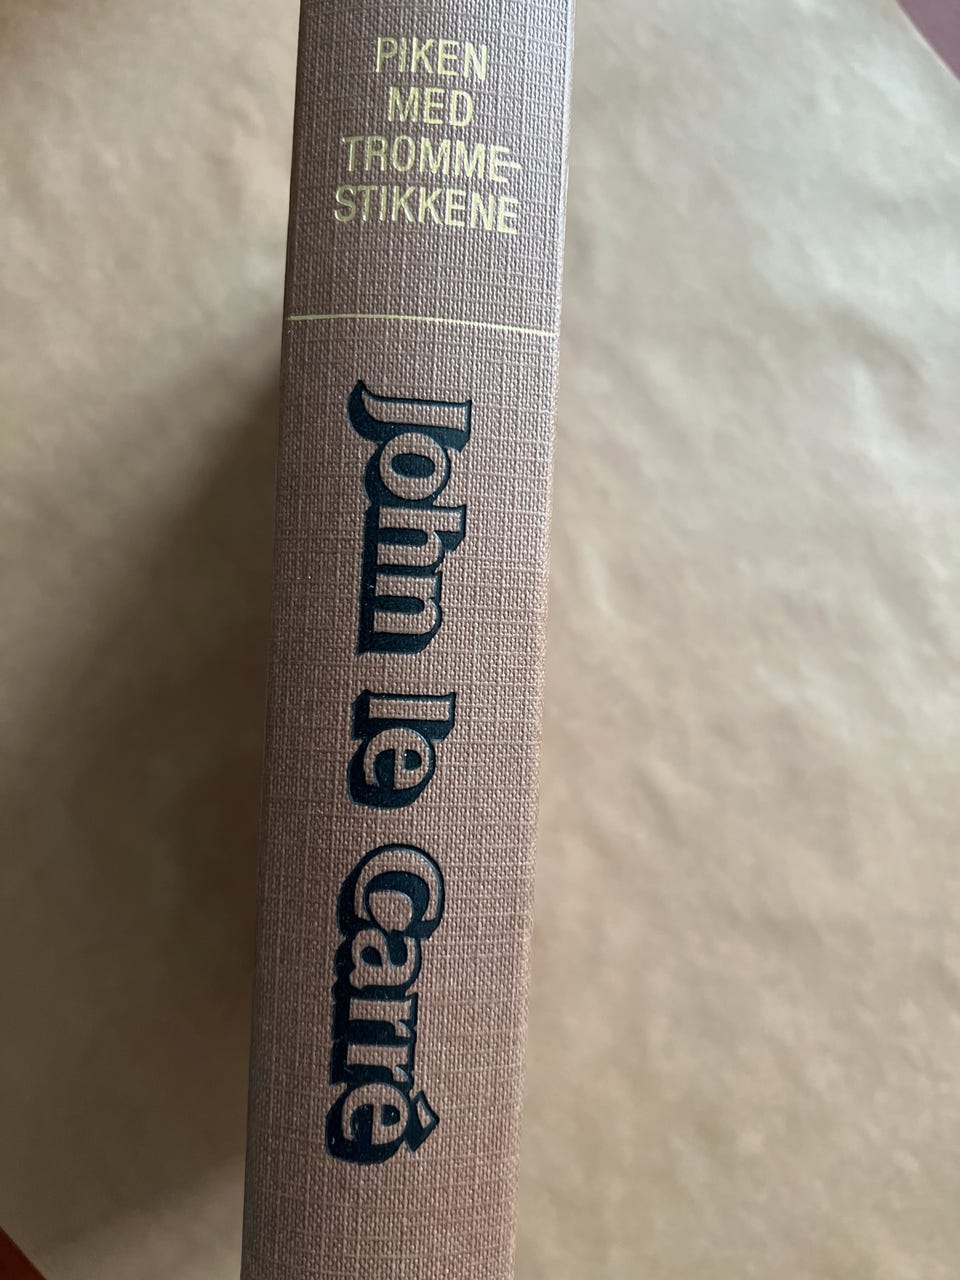 PIKEN
MED
TROMME-
STIKKENE
John le Carré